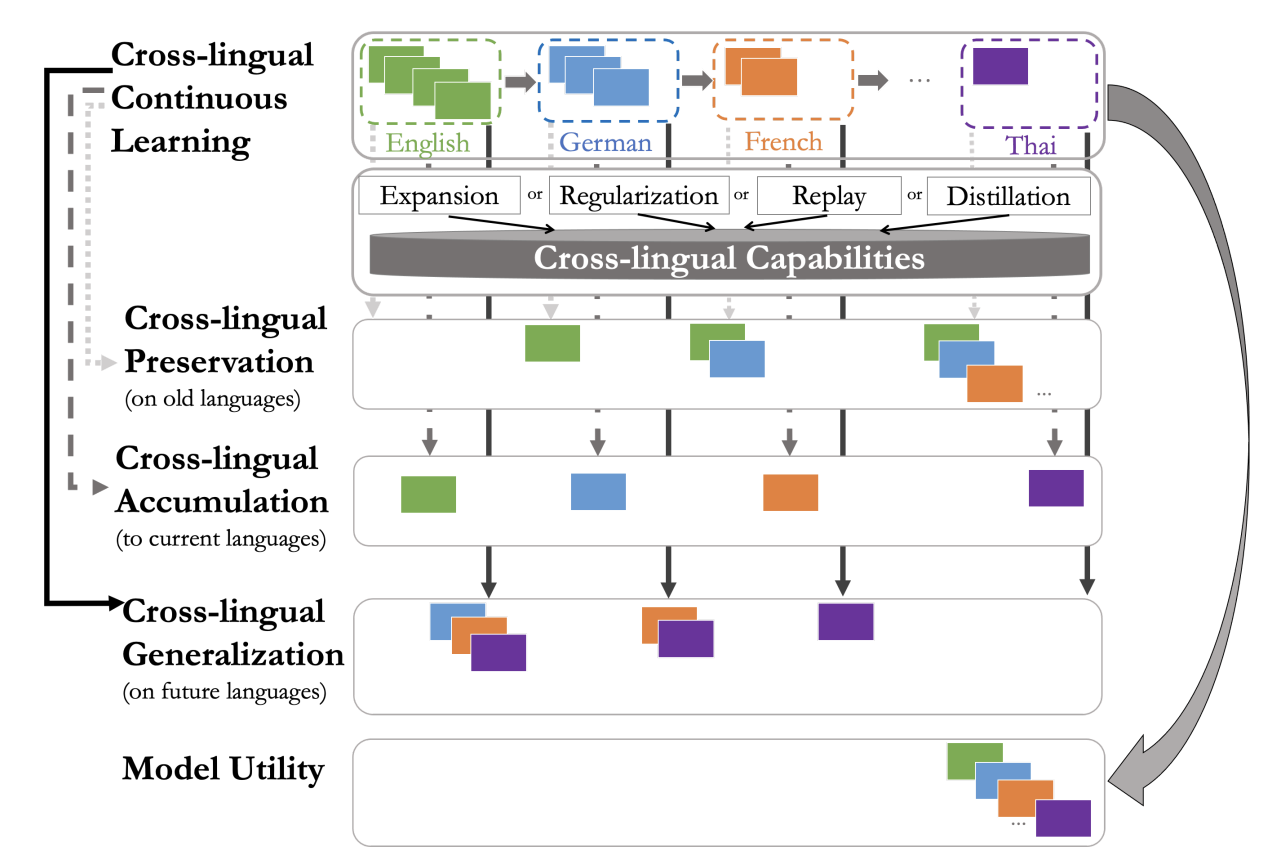 Cross-lingual
Continuous
Learning
...
English
German
French
Thai
Expansion or Regularization or Replay or Distillation
Cross-lingual Capabilities
Cross-lingual
Preservation
(on old languages)
...
Cross-lingual
Accumulation
(to current languages)
Cross-lingual
Generalization
(on future languages)
Model Utility
...